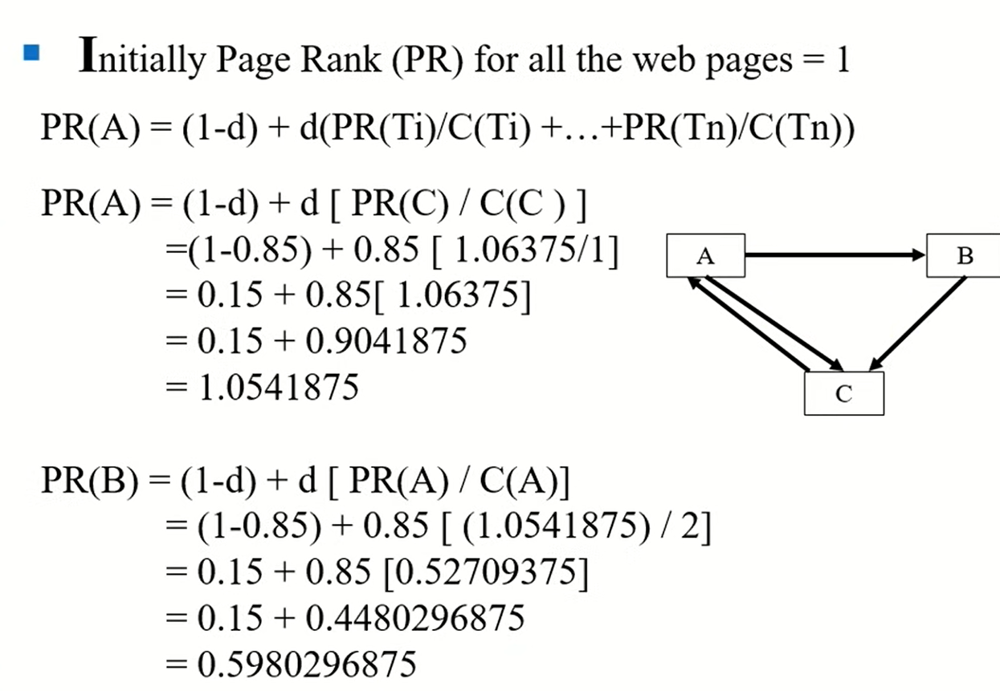 Initially Page Rank (PR) for all the web pages = 1
PR(A) = (1-d) + d(PR(Ti)/C(Ti) +…+PR(Tn)/C(Tn))
PR(A) = (1-d) + d [ PR(C) / C(C ) ]
=(1-0.85) + 0.85 [ 1.06375/1]
= 0.15 + 0.85[ 1.06375]
= 0.15 + 0.9041875
= 1.0541875
A
B
C
PR(B) = (1-d) + d [ PR(A) / C(A)]
= (1-0.85) + 0.85 [ (1.0541875) / 2]
= 0.15 + 0.85 [0.52709375]
= 0.15 + 0.4480296875
= 0.5980296875